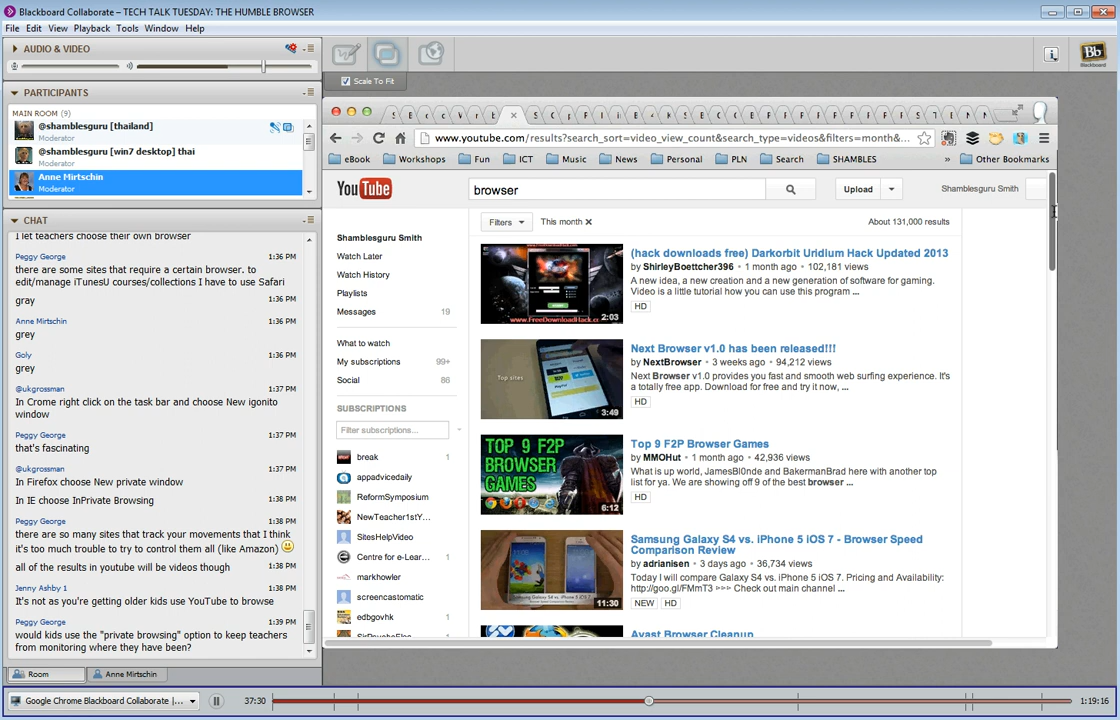 Blackboard Collaborate – TECH TALK TUESDAY: THE HUMBLE BROWSER
File Edit View Playback Tools Window Help
AUDIO & VIDEO
PARTICIPANTS
MAIN ROOM (9)
@shamblesguru [thailand]
Moderator
@shamblesguru [win7 desktop] thai
Moderator
Anne Mirtschin
Moderator
CHAT
I let teachers choose their own browser
Peggy George 1:36 PM
there are some sites that require a certain browser. to
edit/manage iTunesU courses/collections I have to use Safari
gray 1:36 PM
Anne Mirtschin 1:36 PM
grey
Goly 1:36 PM
grey
@ukgrossman 1:37 PM
In Crome right click on the task bar and choose New igonito
window
Peggy George 1:37 PM
that's fascinating
@ukgrossman 1:37 PM
In Firefox choose New private window
In IE choose InPrivate Browsing 1:38 PM
Peggy George 1:38 PM
there are so many sites that track your movements that I think
it's too much trouble to try to control them all (like Amazon)
all of the results in youtube will be videos though 1:38 PM
Jenny Ashby 1 1:38 PM
It's not as you're getting older kids use YouTube to browse
Peggy George 1:39 PM
would kids use the "private browsing" option to keep teachers
from monitoring where they have been?
Room Anne Mirtschin
Scale To Fit
Bb
Blackboard
www.youtube.com/results?search_sort=video_view_count&search_type=videos&filters=month&...
eBook Workshops Fun ICT Music News Personal PLN Search SHAMBLES » Other Bookmarks
YouTube
browser
Upload
Shamblesguru Smith
Shamblesguru Smith
Watch Later
Watch History
Playlists
Messages 19
What to watch
My subscriptions 99+
Social 86
SUBSCRIPTIONS
Filter subscriptions...
break 1
appadvicedaily
ReformSymposium
NewTeacher1stY...
SitesHelpVideo
Centre for e-Lear... 1
markhowler
screencastomatic
edbgovhk 1
Filters This month
About 131,000 results
(hack downloads free) Darkorbit Uridium Hack Updated 2013
by ShirleyBoettcher396 • 1 month ago • 102,181 views
A new idea, a new creation and a new generation of software for gaming.
Video is a little tutorial how you can use this program ...
HD
2:03
Next Browser v1.0 has been released!!!
by NextBrowser • 3 weeks ago • 94,212 views
Next Browser v1.0 provides you fast and smooth web surfing experience. It's
a totally free app. Download for free and try it now, ...
HD
Top sites
3:49
Top 9 F2P Browser Games
by MMOHut • 1 month ago • 42,936 views
What is up world, JamesBl0nde and BakermanBrad here with another top
list for ya. We are showing off 9 of the best browser ...
HD
TOP 9 F2P
BROWSER
GAMES
6:12
Samsung Galaxy S4 vs. iPhone 5 iOS 7 - Browser Speed
Comparison Review
by adrianisen • 3 days ago • 36,734 views
Today I will compare Galaxy S4 vs. iPhone 5 iOS 7. Pricing and Availability:
http://goo.gl/FMmT3 >>> Check out main channel ...
NEW HD
11:30
Avast Browser Cleanup
Google Chrome Blackboard Collaborate |...
37:30
1:19:16